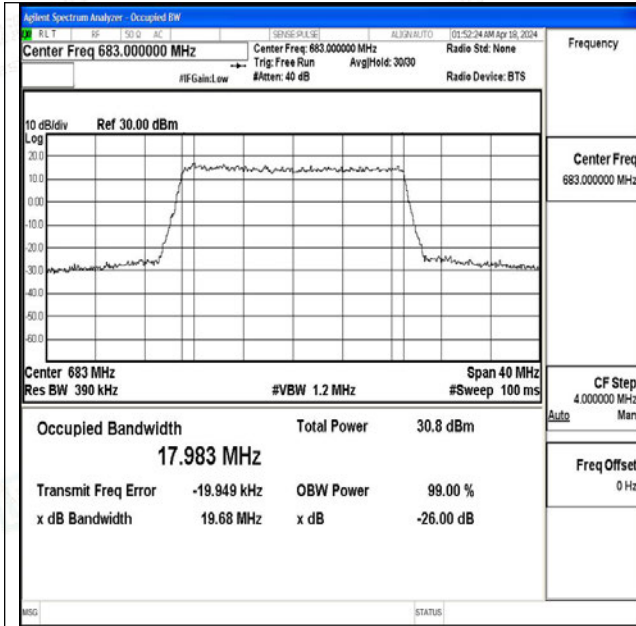 Agilent Spectrum Analyzer - Occupied BW
RL T RF 50 Ω AC SENSE:PULSE ALIGN AUTO 01:52:24 AM Apr 18, 2024
Center Freq 683.000000 MHz
Center Freq: 683.000000 MHz
Radio Std: None
Trig: Free Run Avg|Hold: 30/30
#IFGain:Low #Atten: 40 dB Radio Device: BTS
10 dB/div Ref 30.00 dBm
Log
20.0
10.0
0.00
-10.0
-20.0
-30.0
-40.0
-50.0
-60.0
Center 683 MHz Span 40 MHz
Res BW 390 kHz #VBW 1.2 MHz #Sweep 100 ms
Occupied Bandwidth Total Power 30.8 dBm
17.983 MHz
Transmit Freq Error -19.949 kHz OBW Power 99.00 %
x dB Bandwidth 19.68 MHz x dB -26.00 dB
MSG STATUS
Frequency
Center Freq
683.000000 MHz
CF Step
4.000000 MHz
Auto Man
Freq Offset
0 Hz